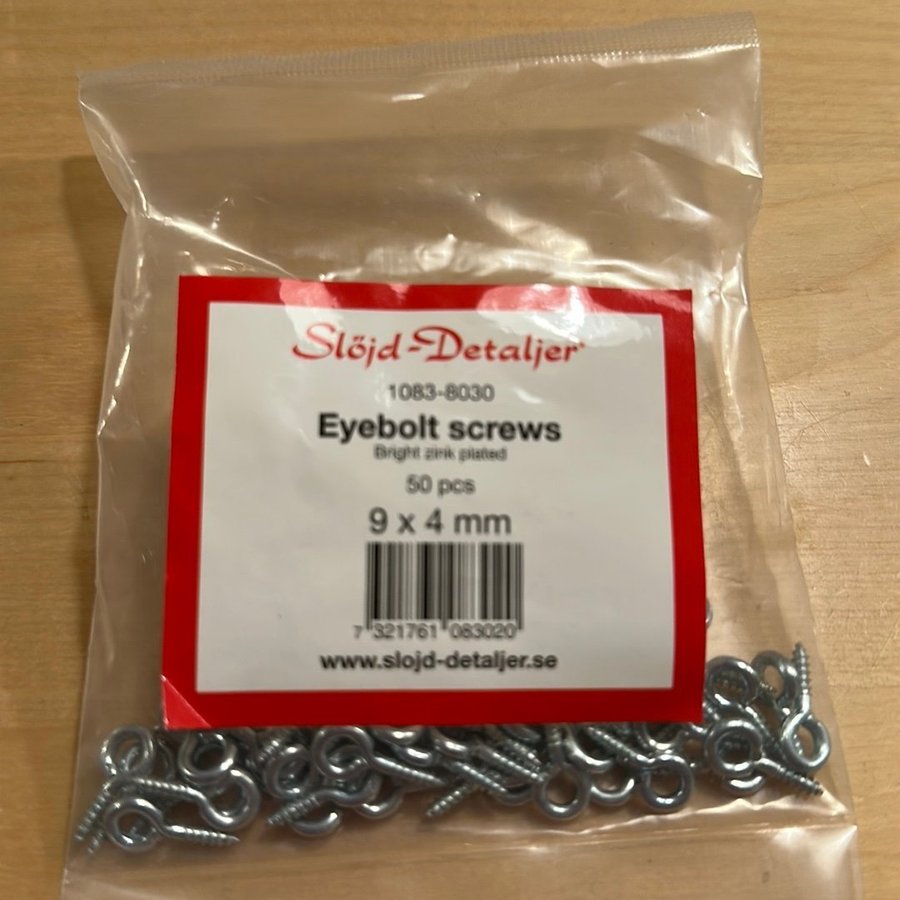 Slöjd-Detaljer
1083-8030
Eyebolt screws
Bright zink plated
50 pcs
9 x 4 mm
7 321761 083020
www.slojd-detaljer.se